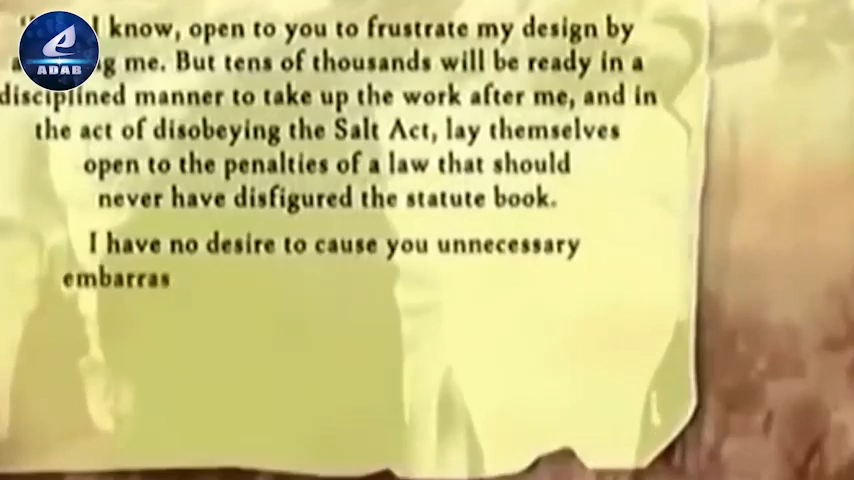 I know, open to you to frustrate my design by
me. But tens of thousands will be ready in a
disciplined manner to take up the work after me, and in
the act of disobeying the Salt Act, lay themselves
open to the penalties of a law that should
never have disfigured the statute book.
I have no desire to cause you unnecessary
embarras
ADAB